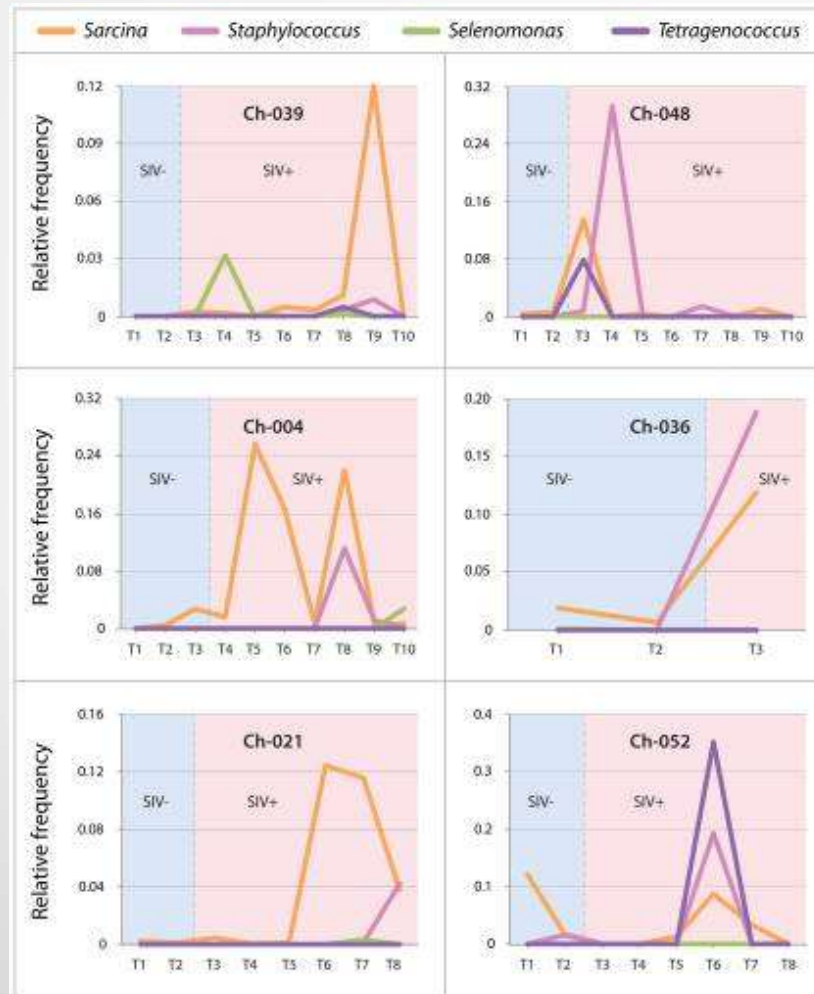 Sarcina Staphylococcus Selenomonas Tetragenococcus
Relative frequency
0.12
0.09
0.06
0.03
0
Ch-039
SIV-
SIV+
T1 T2 T3 T4 T5 T6 T7 T8 T9 T10
0.32
0.24
0.16
0.08
0
Ch-048
SIV-
SIV+
T1 T2 T3 T4 T5 T6 T7 T8 T9 T10
Relative frequency
0.32
0.24
0.16
0.08
0
Ch-004
SIV-
SIV+
T1 T2 T3 T4 T5 T6 T7 T8 T9 T10
0.20
0.15
0.10
0.05
0
Ch-036
SIV-
SIV+
T1 T2 T3
Relative frequency
0.16
0.12
0.08
0.04
0
Ch-021
SIV-
SIV+
T1 T2 T3 T4 T5 T6 T7 T8
0.4
0.3
0.2
0.1
0
Ch-052
SIV-
SIV+
T1 T2 T3 T4 T5 T6 T7 T8